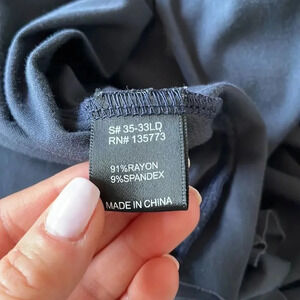 S# 35-33LD
RN# 135773
91%RAYON
9%SPANDEX
MADE IN CHINA